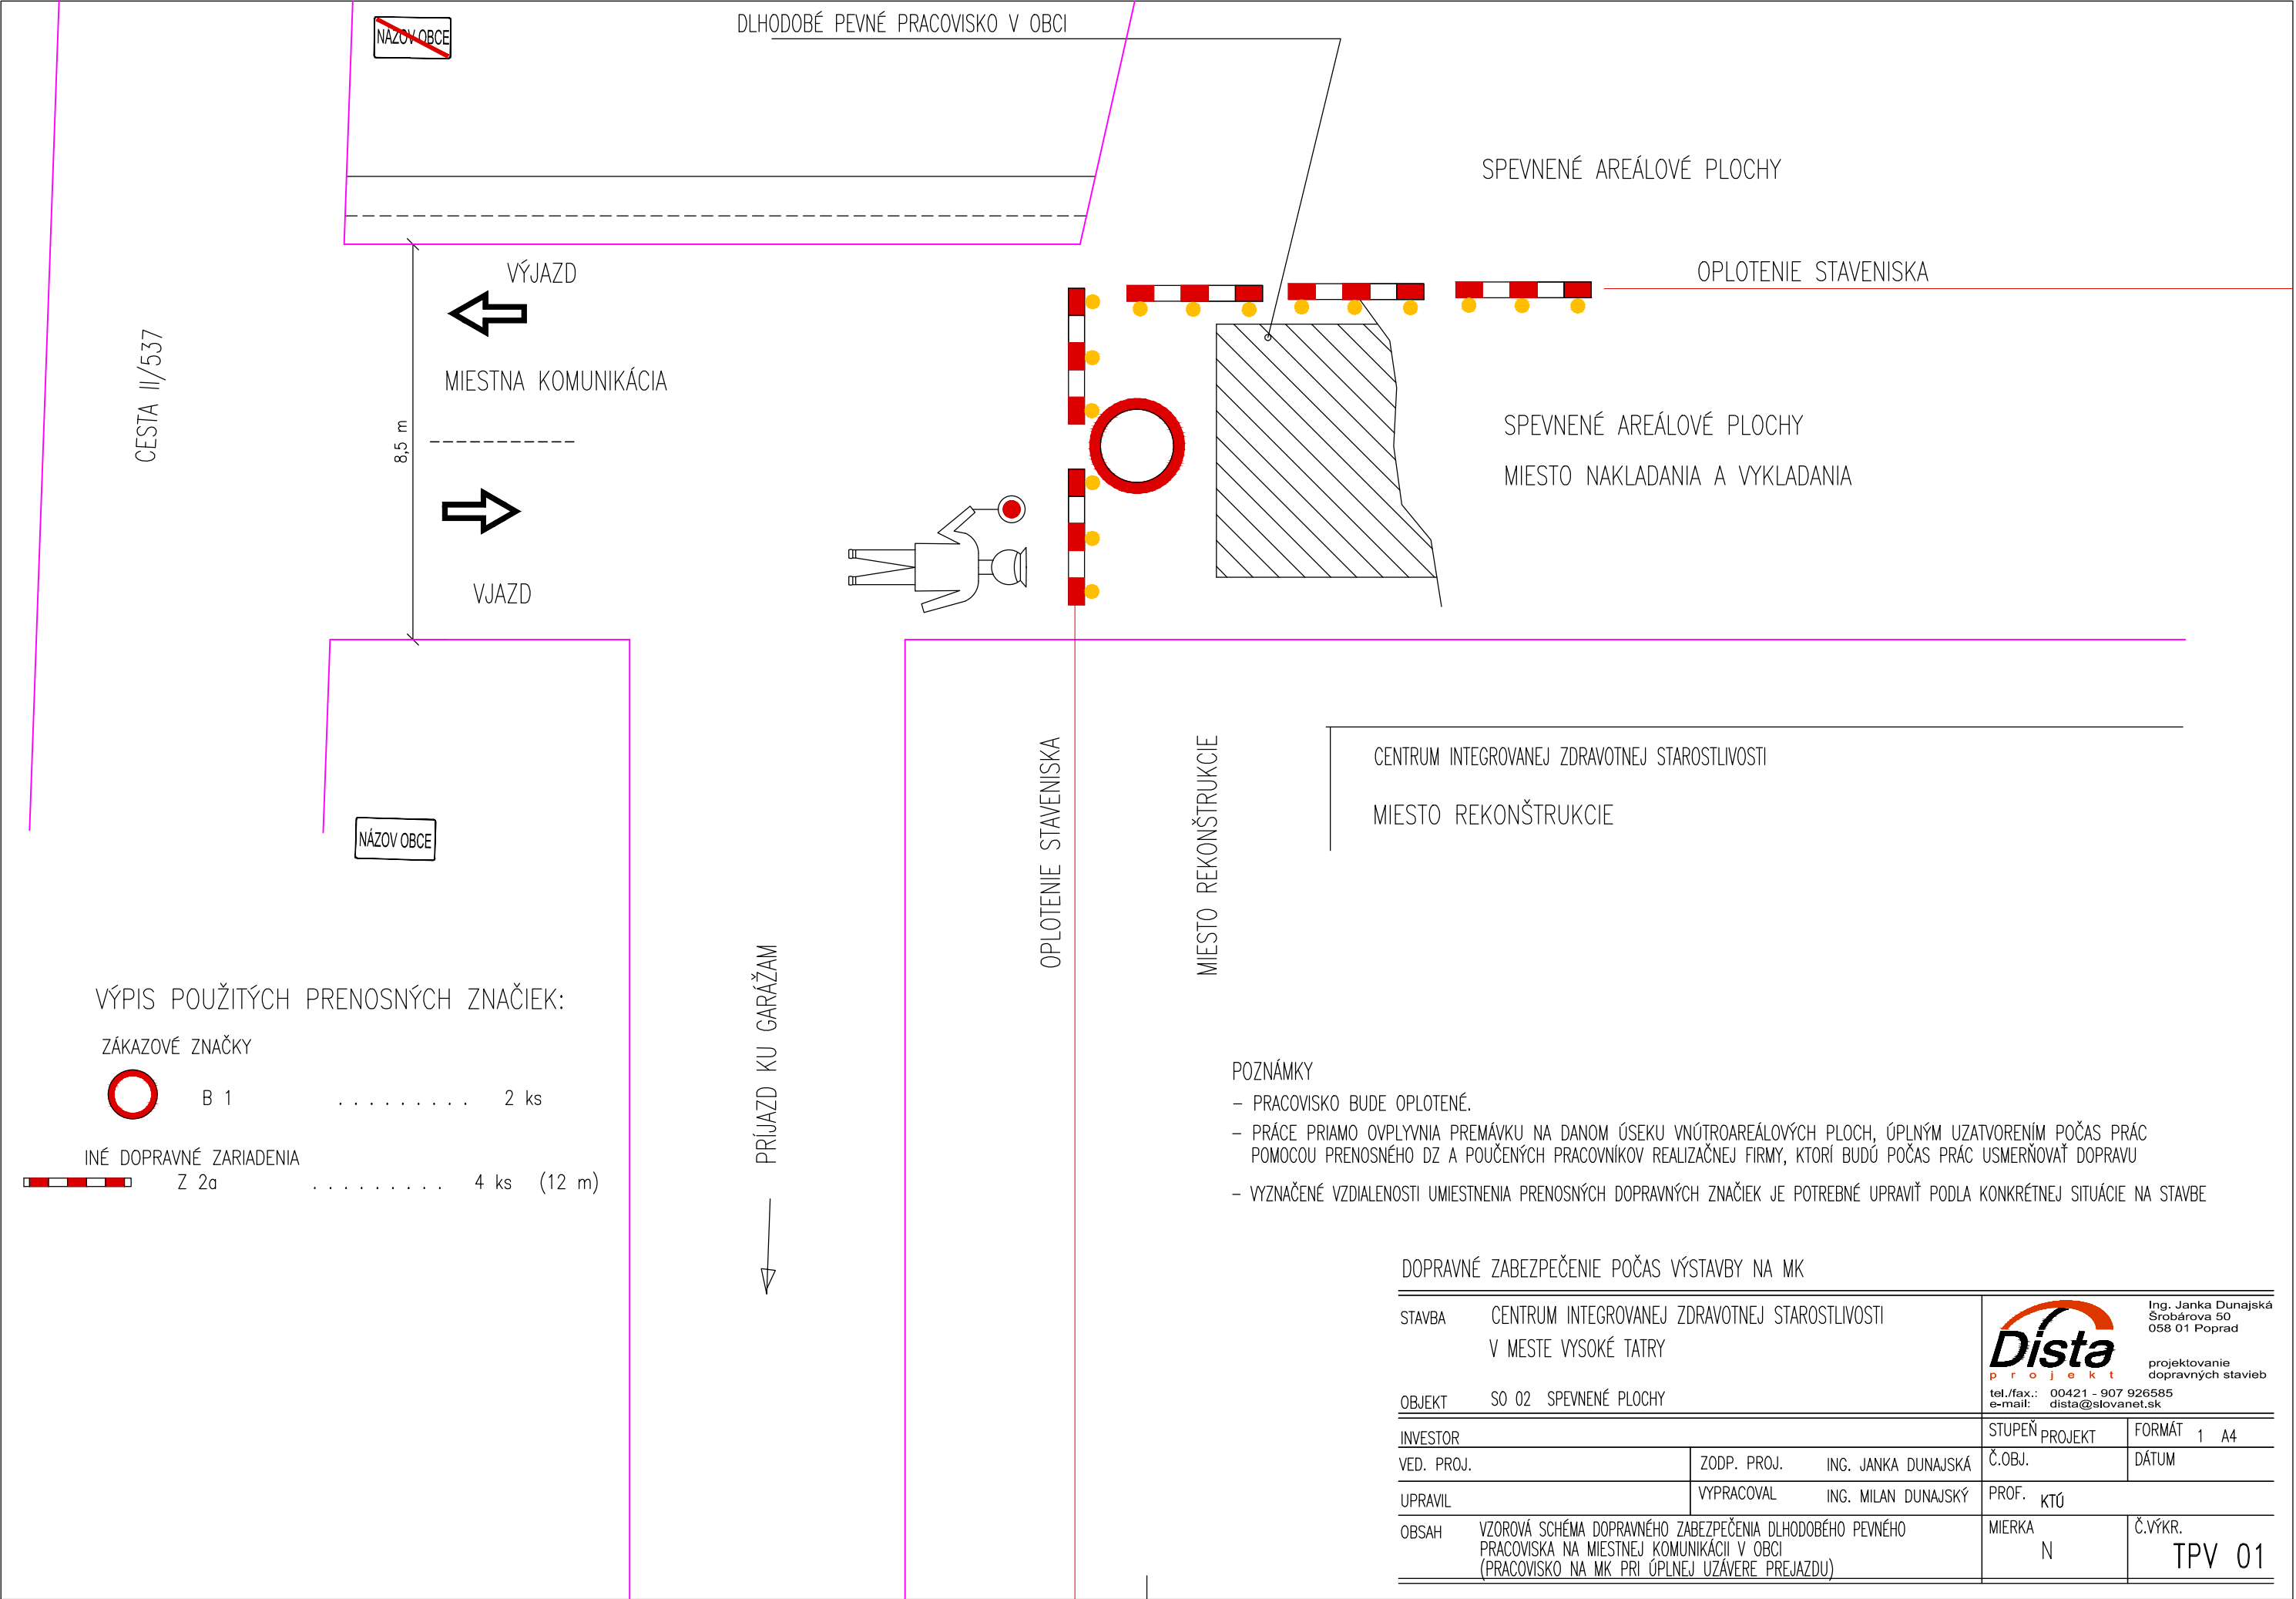 NÁZOV OBCE
DLHODOBÉ PEVNÉ PRACOVISKO V OBCI
SPEVNENÉ AREÁLOVÉ PLOCHY
OPLOTENIE STAVENISKA
VÝJAZD
CESTA II/537
MIESTNA KOMUNIKÁCIA
8,5 m
SPEVNENÉ AREÁLOVÉ PLOCHY
MIESTO NAKLADANIA A VYKLADANIA
VJAZD
OPLOTENIE STAVENISKA
MIESTO REKONŠTRUKCIE
CENTRUM INTEGROVANEJ ZDRAVOTNEJ STAROSTLIVOSTI
MIESTO REKONŠTRUKCIE
NÁZOV OBCE
PRÍJAZD KU GARÁŽAM
VÝPIS POUŽITÝCH PRENOSNÝCH ZNAČIEK:
ZÁKAZOVÉ ZNAČKY
B 1 . . . . . . . . . 2 ks
INÉ DOPRAVNÉ ZARIADENIA
Z 2a . . . . . . . . . 4 ks (12 m)
POZNÁMKY
– PRACOVISKO BUDE OPLOTENÉ.
– PRÁCE PRIAMO OVPLYVNIA PREMÁVKU NA DANOM ÚSEKU VNÚTROAREÁLOVÝCH PLOCH, ÚPLNÝM UZATVORENÍM POČAS PRÁC
POMOCOU PRENOSNÉHO DZ A POUČENÝCH PRACOVNÍKOV REALIZAČNEJ FIRMY, KTORÍ BUDÚ POČAS PRÁC USMERŇOVAŤ DOPRAVU
– VYZNAČENÉ VZDIALENOSTI UMIESTNENIA PRENOSNÝCH DOPRAVNÝCH ZNAČIEK JE POTREBNÉ UPRAVIŤ PODLA KONKRÉTNEJ SITUÁCIE NA STAVBE
DOPRAVNÉ ZABEZPEČENIE POČAS VÝSTAVBY NA MK
STAVBA CENTRUM INTEGROVANEJ ZDRAVOTNEJ STAROSTLIVOSTI
V MESTE VYSOKÉ TATRY
OBJEKT SO 02 SPEVNENÉ PLOCHY
Dista
projekt
Ing. Janka Dunajská
Šrobárova 50
058 01 Poprad
projektovanie
dopravných stavieb
tel./fax.: 00421 - 907 926585
e-mail: dista@slovanet.sk
INVESTOR
STUPEŇ PROJEKT
FORMÁT 1 A4
VED. PROJ.
ZODP. PROJ. ING. JANKA DUNAJSKÁ
Č.OBJ.
DÁTUM
UPRAVIL
VYPRACOVAL ING. MILAN DUNAJSKÝ
PROF. KTÚ
OBSAH VZOROVÁ SCHÉMA DOPRAVNÉHO ZABEZPEČENIA DLHODOBÉHO PEVNÉHO
PRACOVISKA NA MIESTNEJ KOMUNIKÁCII V OBCI
(PRACOVISKO NA MK PRI ÚPLNEJ UZÁVERE PREJAZDU)
MIERKA
N
Č.VÝKR.
TPV 01